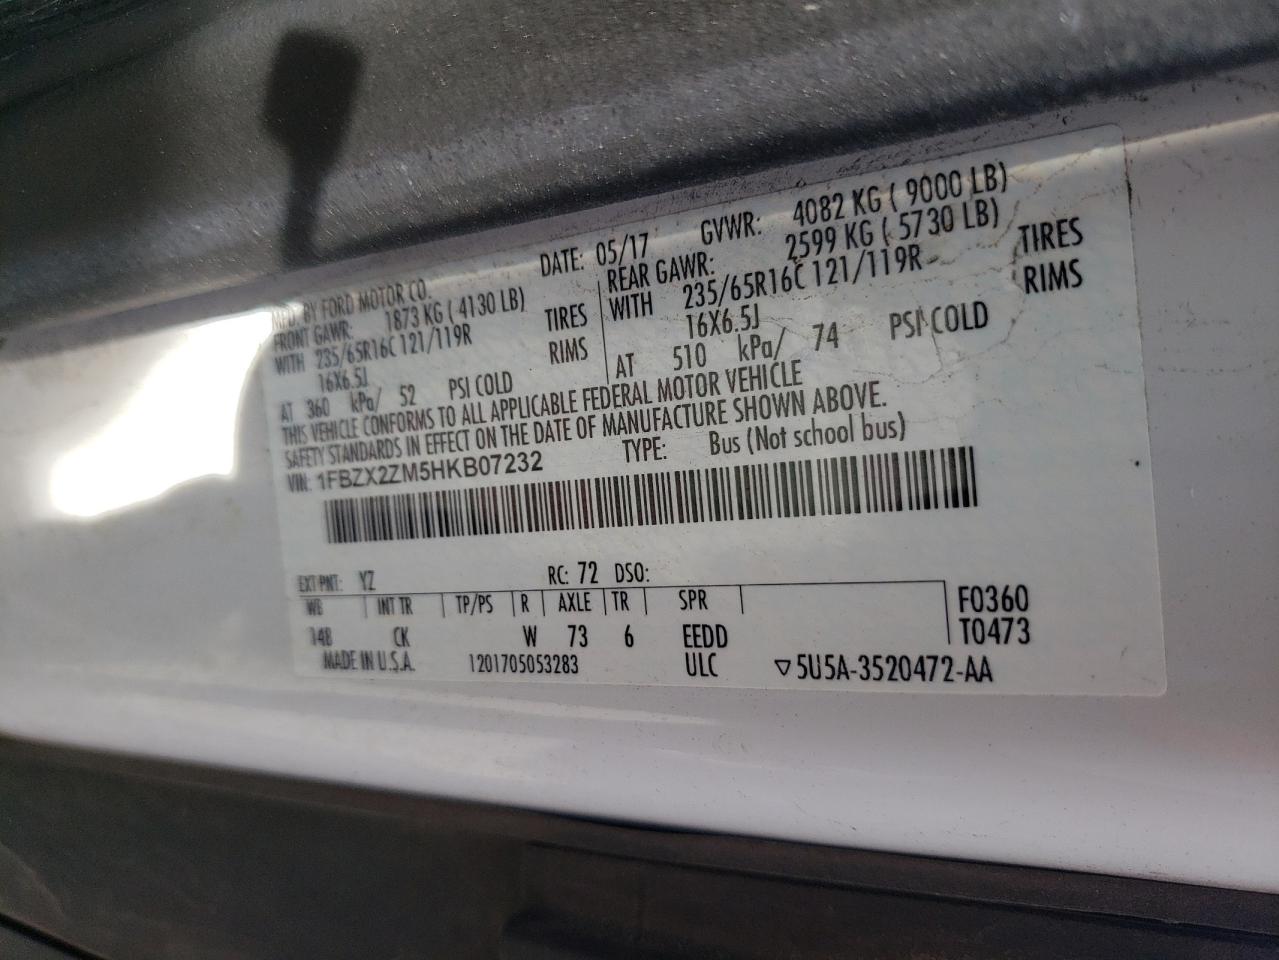 MFD. BY FORD MOTOR CO.
DATE: 05/17 GVWR: 4082 KG ( 9000 LB)
FRONT GAWR: 1873 KG ( 4130 LB)
REAR GAWR: 2599 KG ( 5730 LB)
WITH 235/65R16C 121/119R TIRES
WITH 235/65R16C 121/119R TIRES
16X6.5J RIMS
16X6.5J RIMS
AT 360 kPa/ 52 PSI COLD
AT 510 kPa/ 74 PSI COLD
THIS VEHICLE CONFORMS TO ALL APPLICABLE FEDERAL MOTOR VEHICLE
SAFETY STANDARDS IN EFFECT ON THE DATE OF MANUFACTURE SHOWN ABOVE.
VIN: 1FBZX2ZM5HKB07232 TYPE: Bus (Not school bus)
EXT PNT: YZ RC: 72 DSO:
WB INT TR TP/PS R AXLE TR SPR F0360
148 CK W 73 6 EEDD T0473
MADE IN U.S.A. 1201705053283 ULC ▽5U5A-3520472-AA